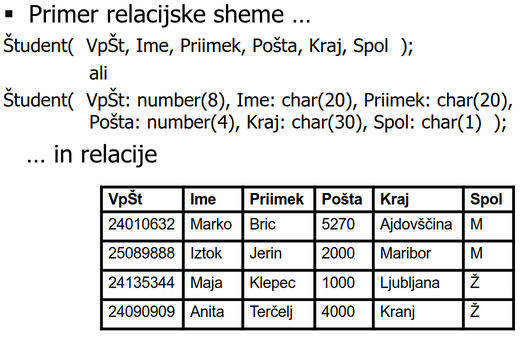 ▪ Primer relacijske sheme …
Študent( VpŠt, Ime, Priimek, Pošta, Kraj, Spol );
ali
Študent( VpŠt: number(8), Ime: char(20), Priimek: char(20),
Pošta: number(4), Kraj: char(30), Spol: char(1) );
… in relacije
VpŠt Ime Priimek Pošta Kraj Spol
24010632 Marko Bric 5270 Ajdovščina M
25089888 Iztok Jerin 2000 Maribor M
24135344 Maja Klepec 1000 Ljubljana Ž
24090909 Anita Terčelj 4000 Kranj Ž